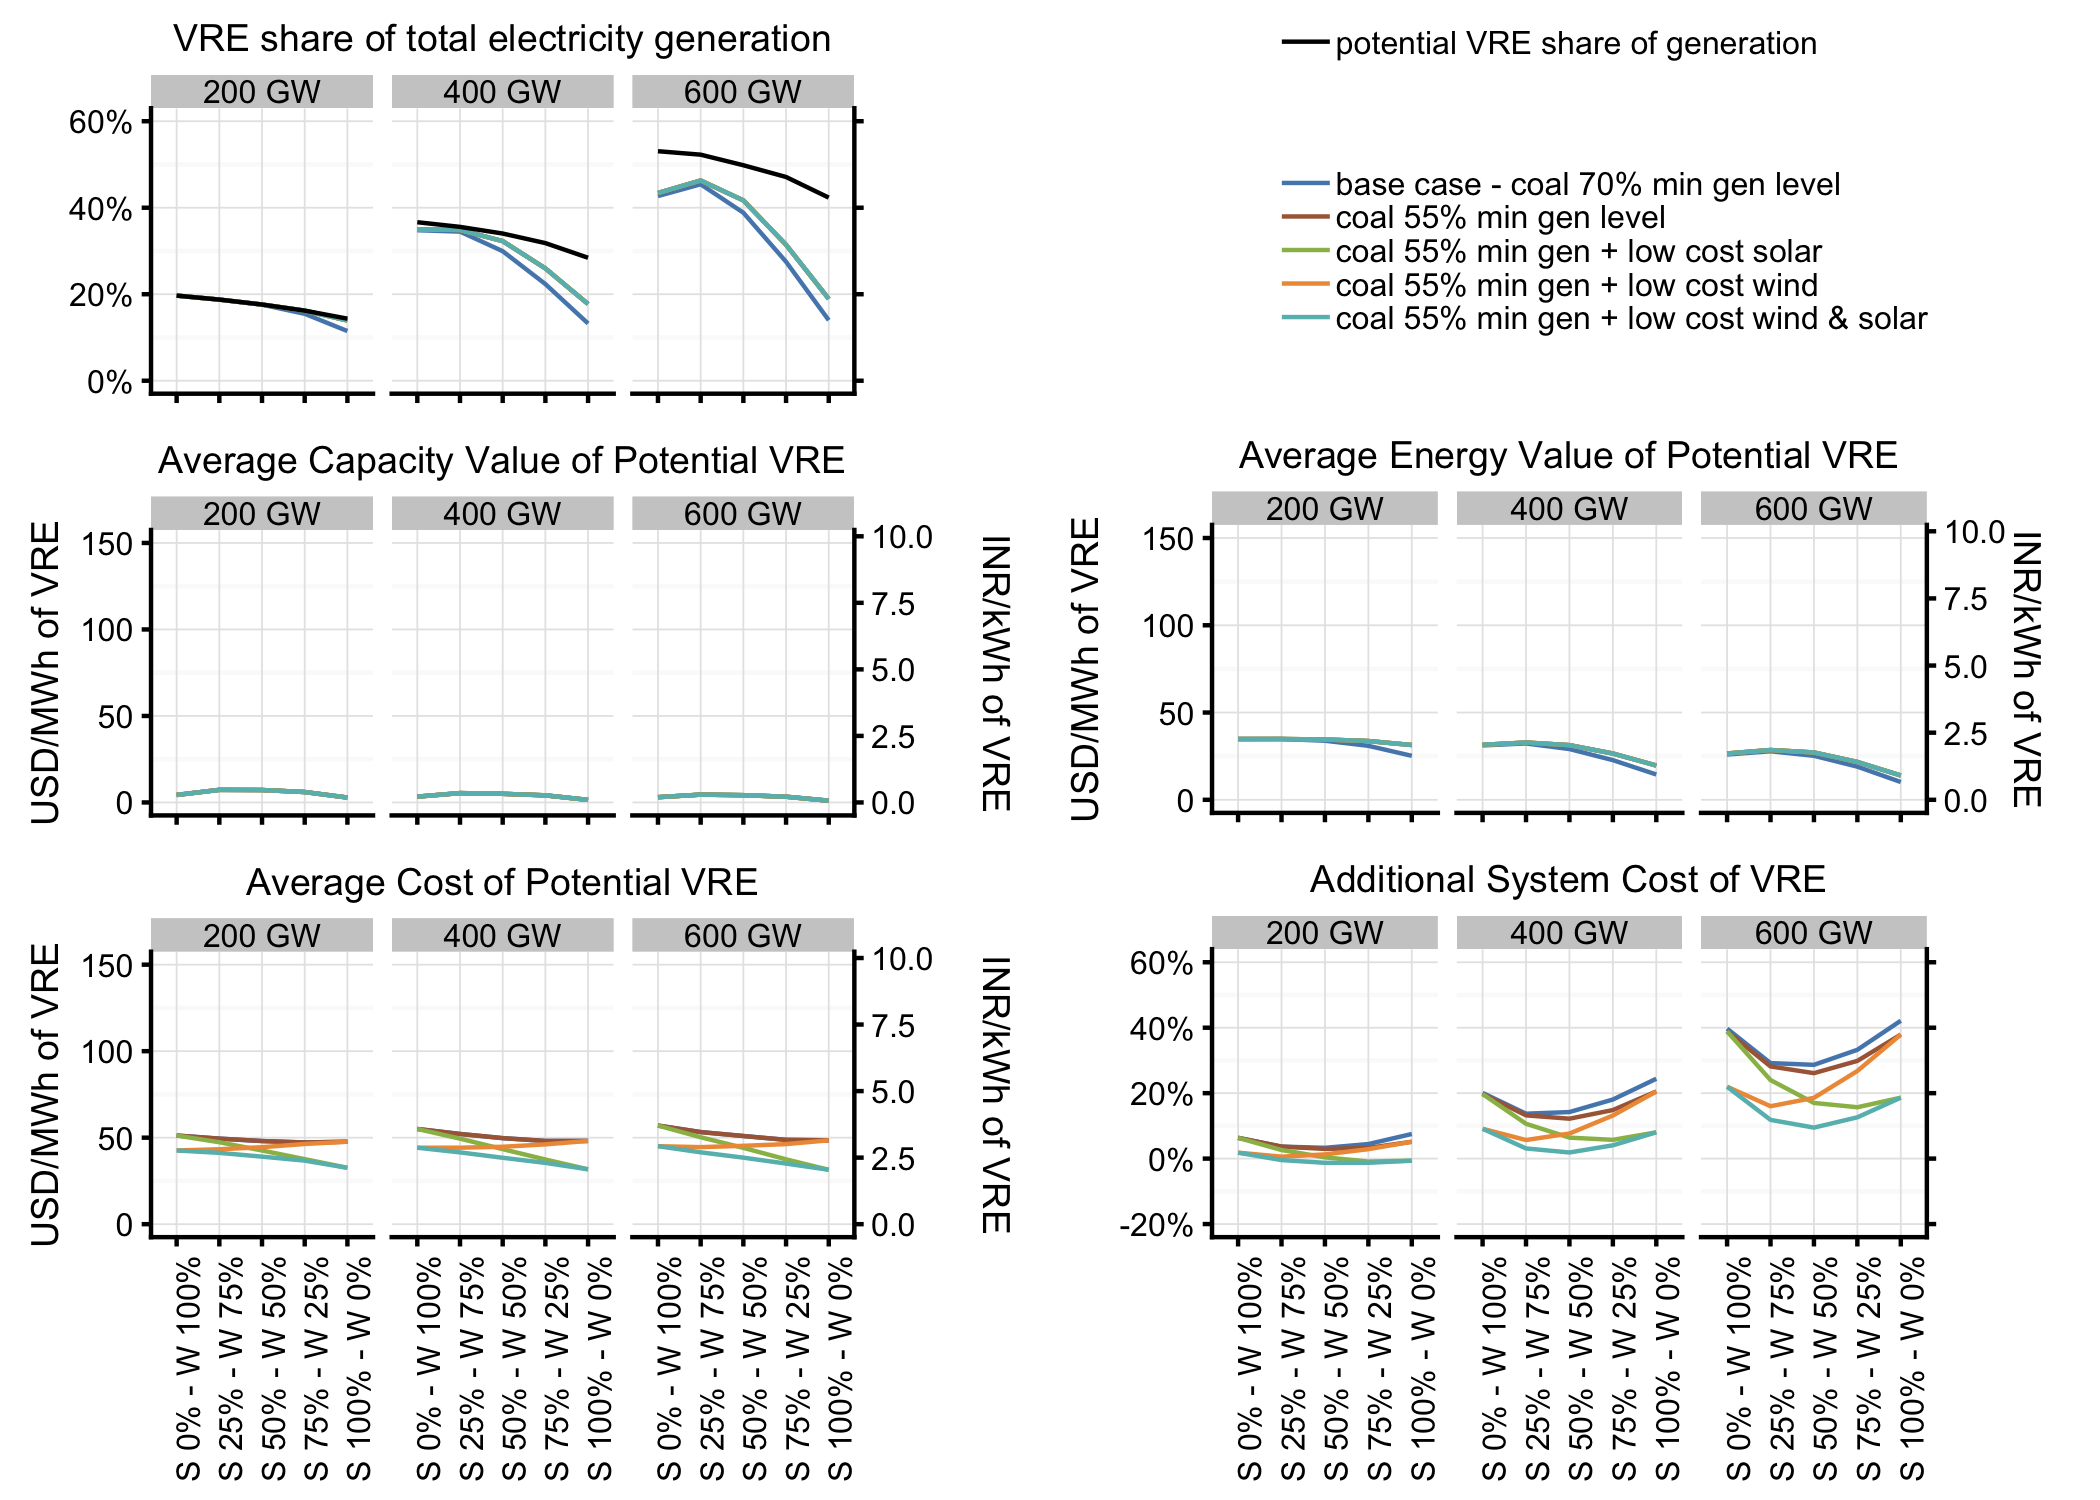 VRE share of total electricity generation
200 GW 400 GW 600 GW
60%
40%
20%
0%
potential VRE share of generation
base case - coal 70% min gen level
coal 55% min gen level
coal 55% min gen + low cost solar
coal 55% min gen + low cost wind
coal 55% min gen + low cost wind & solar
Average Capacity Value of Potential VRE
200 GW 400 GW 600 GW
USD/MWh of VRE
150
100
50
0
10.0
7.5
5.0
2.5
0.0
INR/kWh of VRE
Average Energy Value of Potential VRE
200 GW 400 GW 600 GW
USD/MWh of VRE
150
100
50
0
10.0
7.5
5.0
2.5
0.0
INR/kWh of VRE
Average Cost of Potential VRE
200 GW 400 GW 600 GW
USD/MWh of VRE
150
100
50
0
10.0
7.5
5.0
2.5
0.0
INR/kWh of VRE
S 0% - W 100%
S 25% - W 75%
S 50% - W 50%
S 75% - W 25%
S 100% - W 0%
S 0% - W 100%
S 25% - W 75%
S 50% - W 50%
S 75% - W 25%
S 100% - W 0%
S 0% - W 100%
S 25% - W 75%
S 50% - W 50%
S 75% - W 25%
S 100% - W 0%
Additional System Cost of VRE
200 GW 400 GW 600 GW
60%
40%
20%
0%
-20%
S 0% - W 100%
S 25% - W 75%
S 50% - W 50%
S 75% - W 25%
S 100% - W 0%
S 0% - W 100%
S 25% - W 75%
S 50% - W 50%
S 75% - W 25%
S 100% - W 0%
S 0% - W 100%
S 25% - W 75%
S 50% - W 50%
S 75% - W 25%
S 100% - W 0%